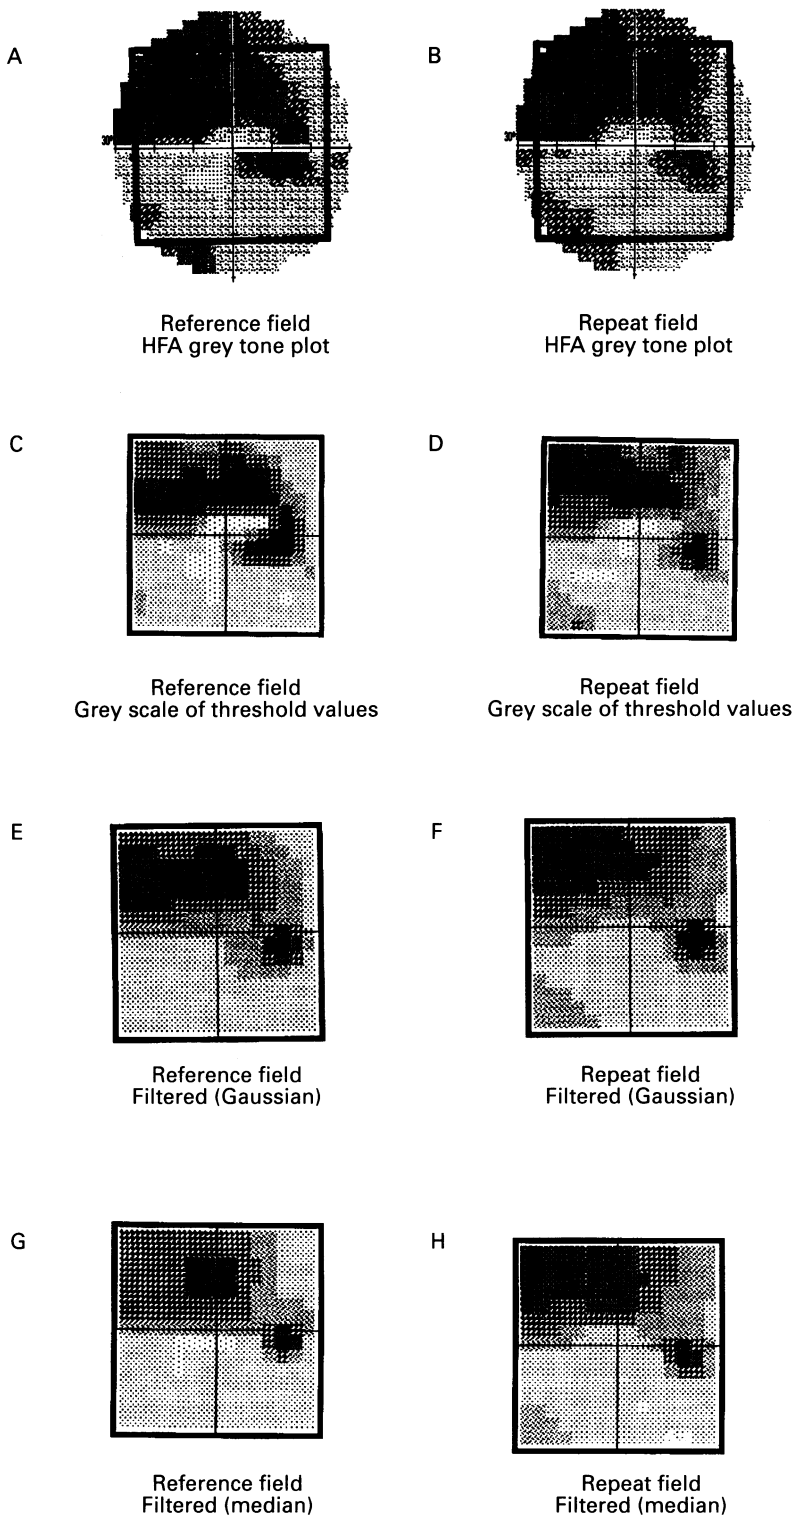 A
B
30°
30°
Reference field
HFA grey tone plot
Repeat field
HFA grey tone plot
C
D
Reference field
Grey scale of threshold values
Repeat field
Grey scale of threshold values
E
F
Reference field
Filtered (Gaussian)
Repeat field
Filtered (Gaussian)
G
H
Reference field
Filtered (median)
Repeat field
Filtered (median)